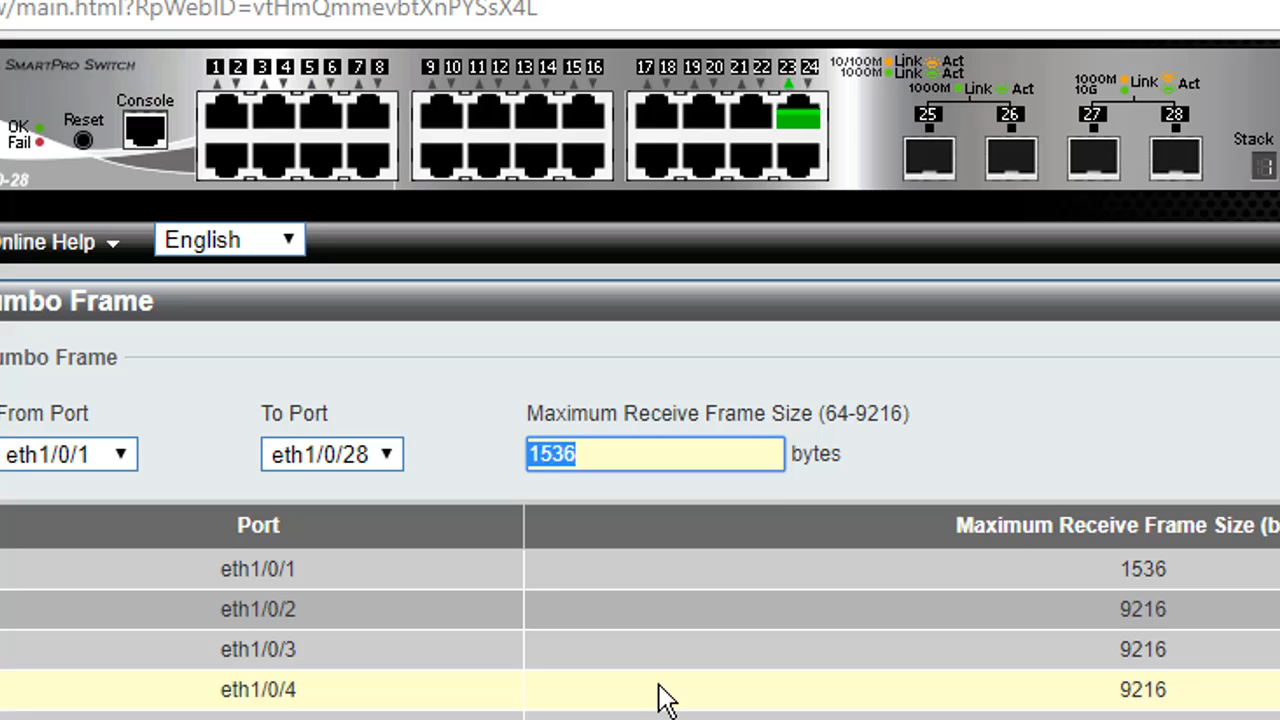 w/main.html?RpWebID=vtHmQmmevbtXnPYSsX4L
SMARTPRO SWITCH
1 2 3 4 5 6 7 8 9 10 11 12 13 14 15 16 17 18 19 20 21 22 23 24
10/100M Link Act
1000M Link Act
1000M Link Act
1000M Link Act
10G
25 26 27 28
Console
Reset
OK
Fail
Stack
0-28
nline Help
English
umbo Frame
umbo Frame
From Port To Port Maximum Receive Frame Size (64-9216)
eth1/0/1 eth1/0/28 1536 bytes
Port Maximum Receive Frame Size (b
eth1/0/1 1536
eth1/0/2 9216
eth1/0/3 9216
eth1/0/4 9216